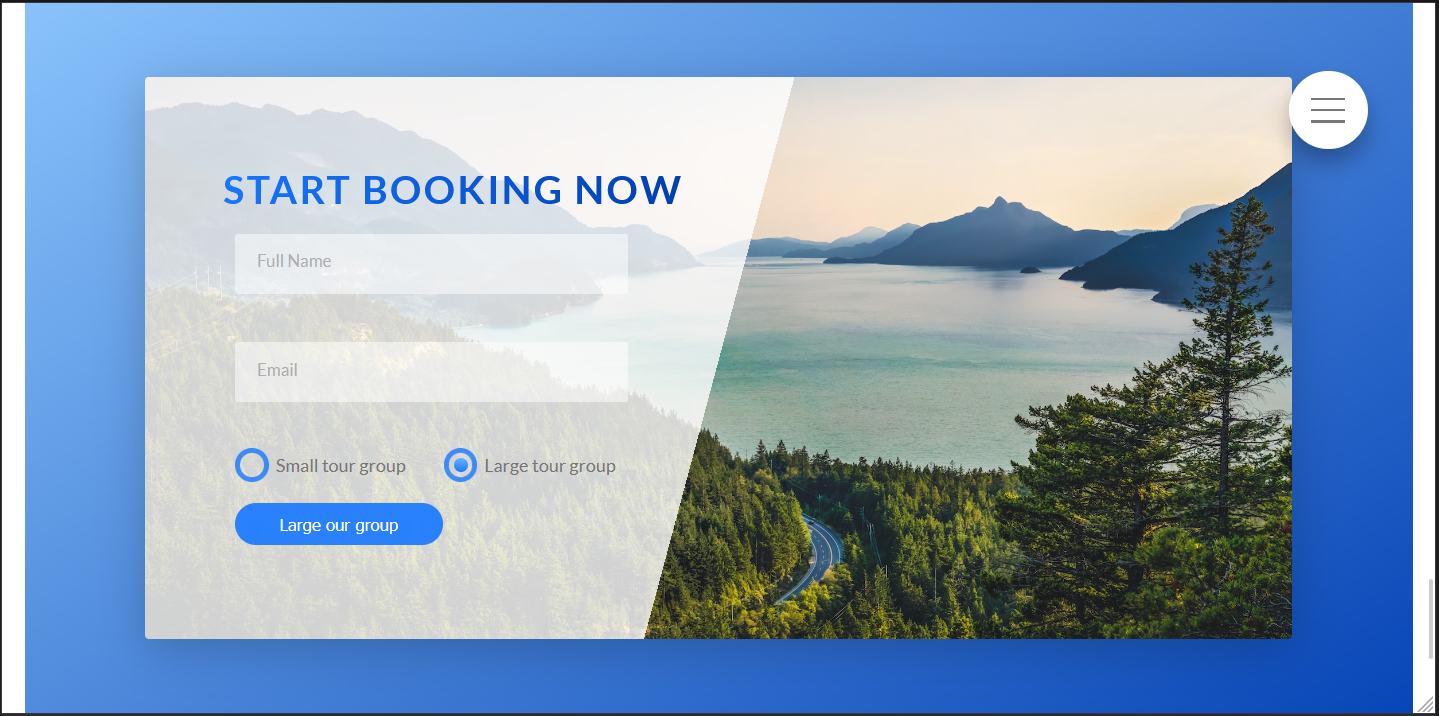 START BOOKING NOW
Full Name
Email
Small tour group Large tour group
Large our group